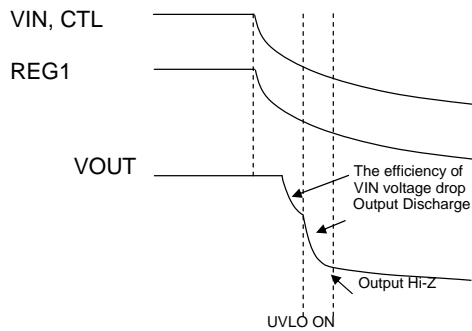 VIN, CTL
REG1
VOUT
The efficiency of
VIN voltage drop
Output Discharge
Output Hi-Z
UVLO ON